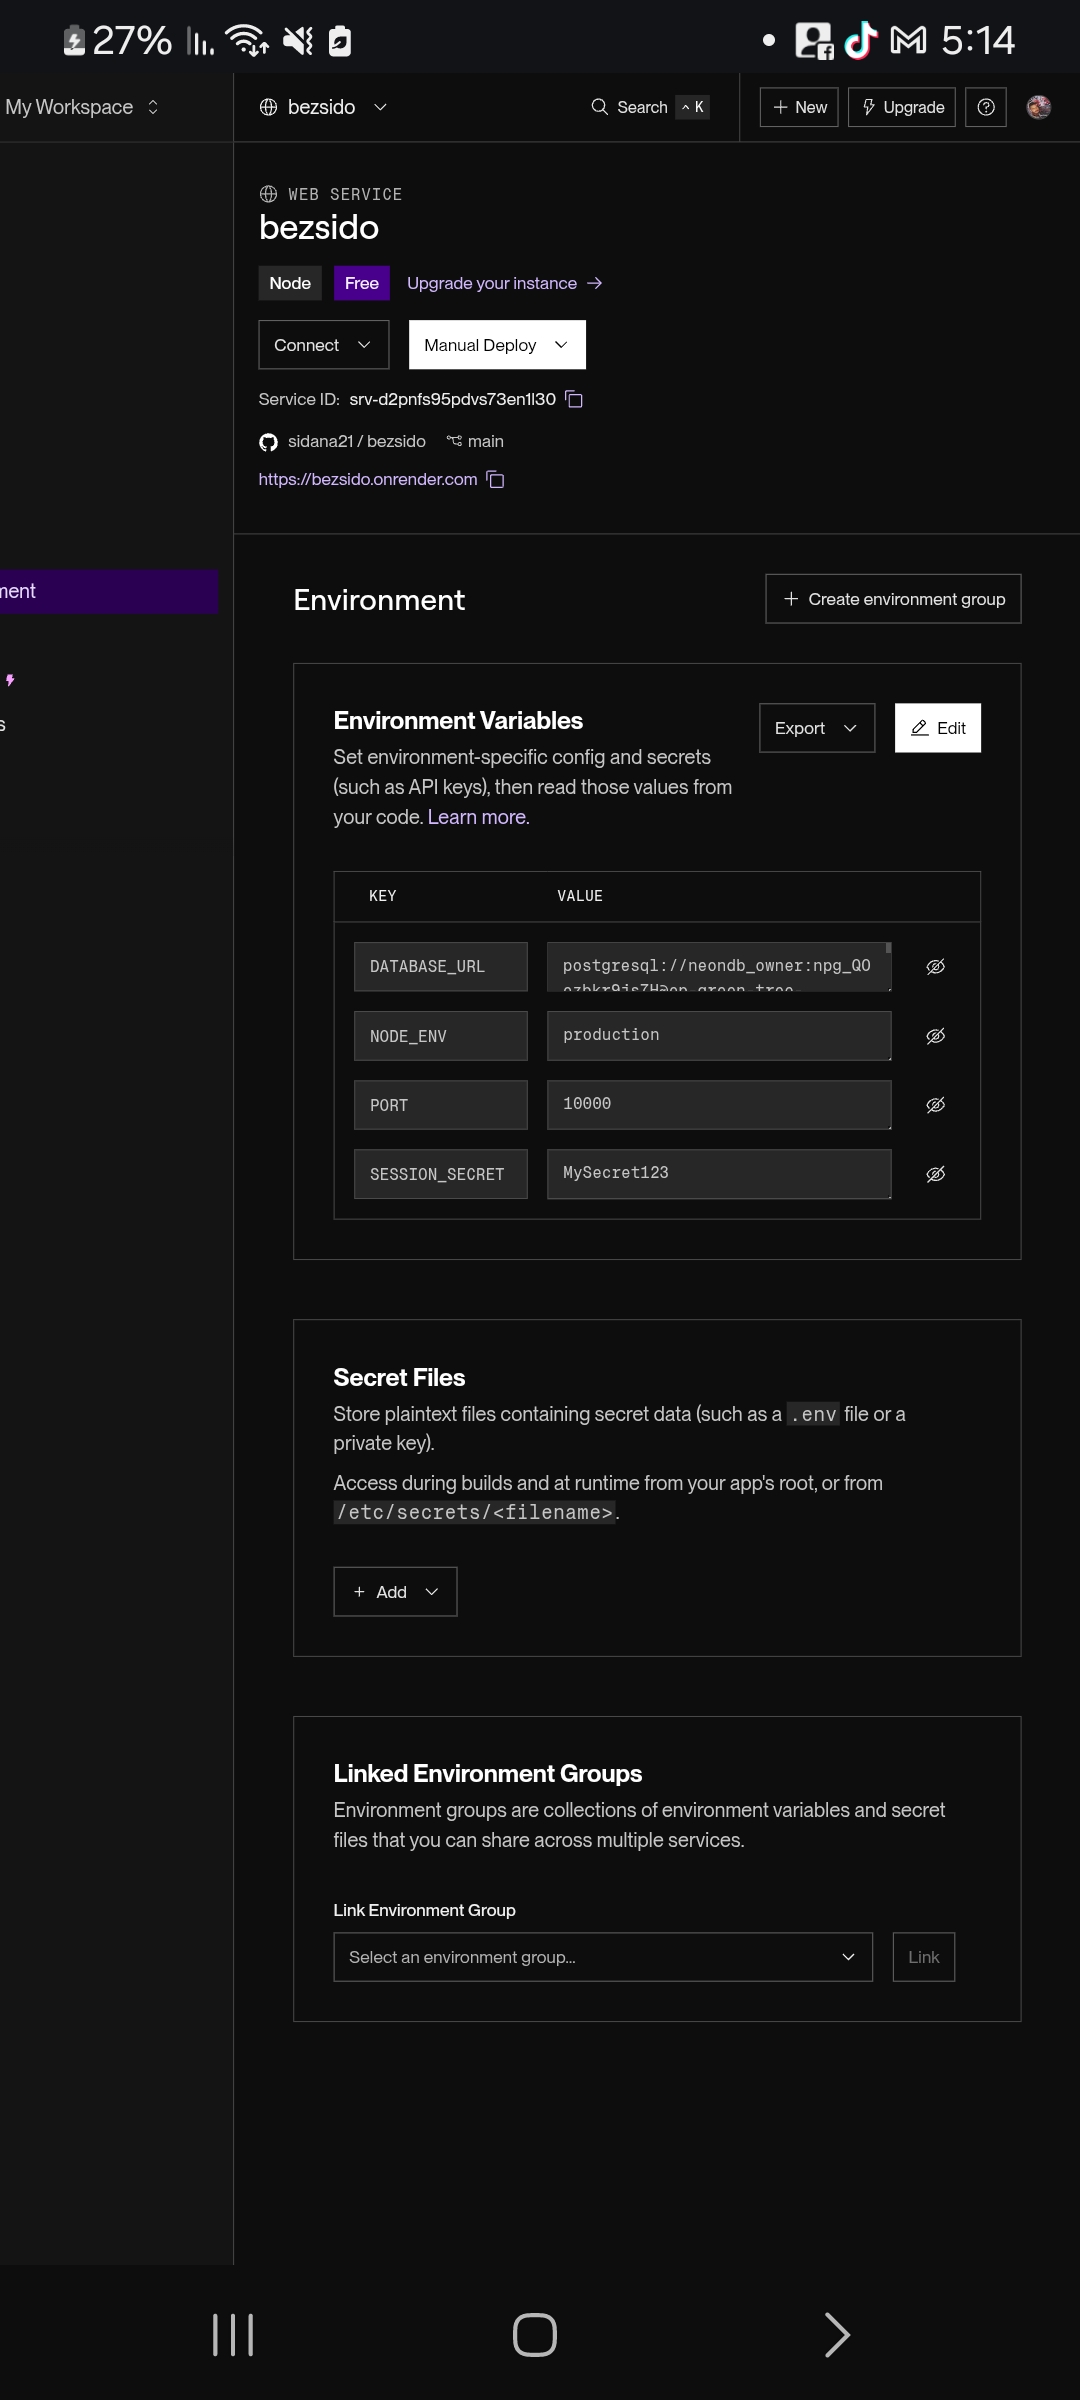 27%
5:14
My Workspace
bezsido
Search
K
+ New
Upgrade
WEB SERVICE
bezsido
Node
Free
Upgrade your instance →
Connect
Manual Deploy
Service ID: srv-d2pnfs95pdvs73en1l30
sidana21 / bezsido
main
https://bezsido.onrender.com
ment
s
Environment
+ Create environment group
Environment Variables
Export
Edit
Set environment-specific config and secrets
(such as API keys), then read those values from
your code. Learn more.
KEY
VALUE
DATABASE_URL
postgresql://neondb_owner:npg_QO
NODE_ENV
production
PORT
10000
SESSION_SECRET
MySecret123
Secret Files
Store plaintext files containing secret data (such as a .env file or a
private key).
Access during builds and at runtime from your app's root, or from
/etc/secrets/<filename>.
+ Add
Linked Environment Groups
Environment groups are collections of environment variables and secret
files that you can share across multiple services.
Link Environment Group
Select an environment group...
Link